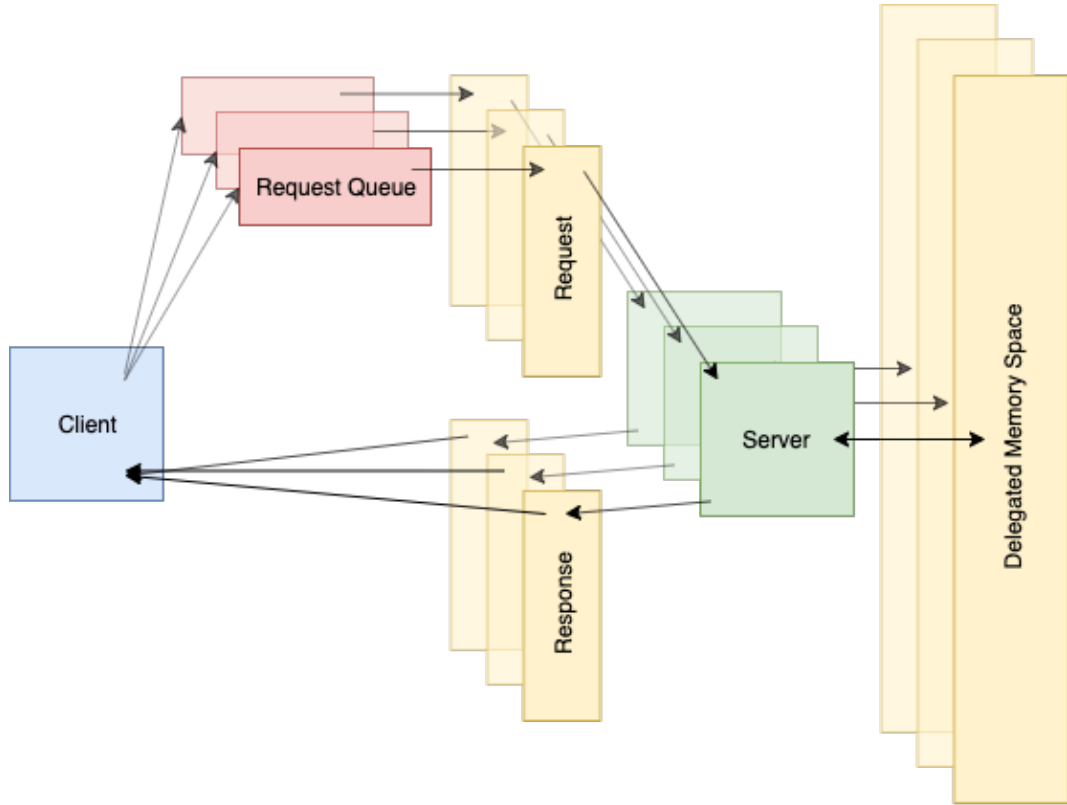 Request Queue
Request
Client
Server
Delegated Memory Space
Response